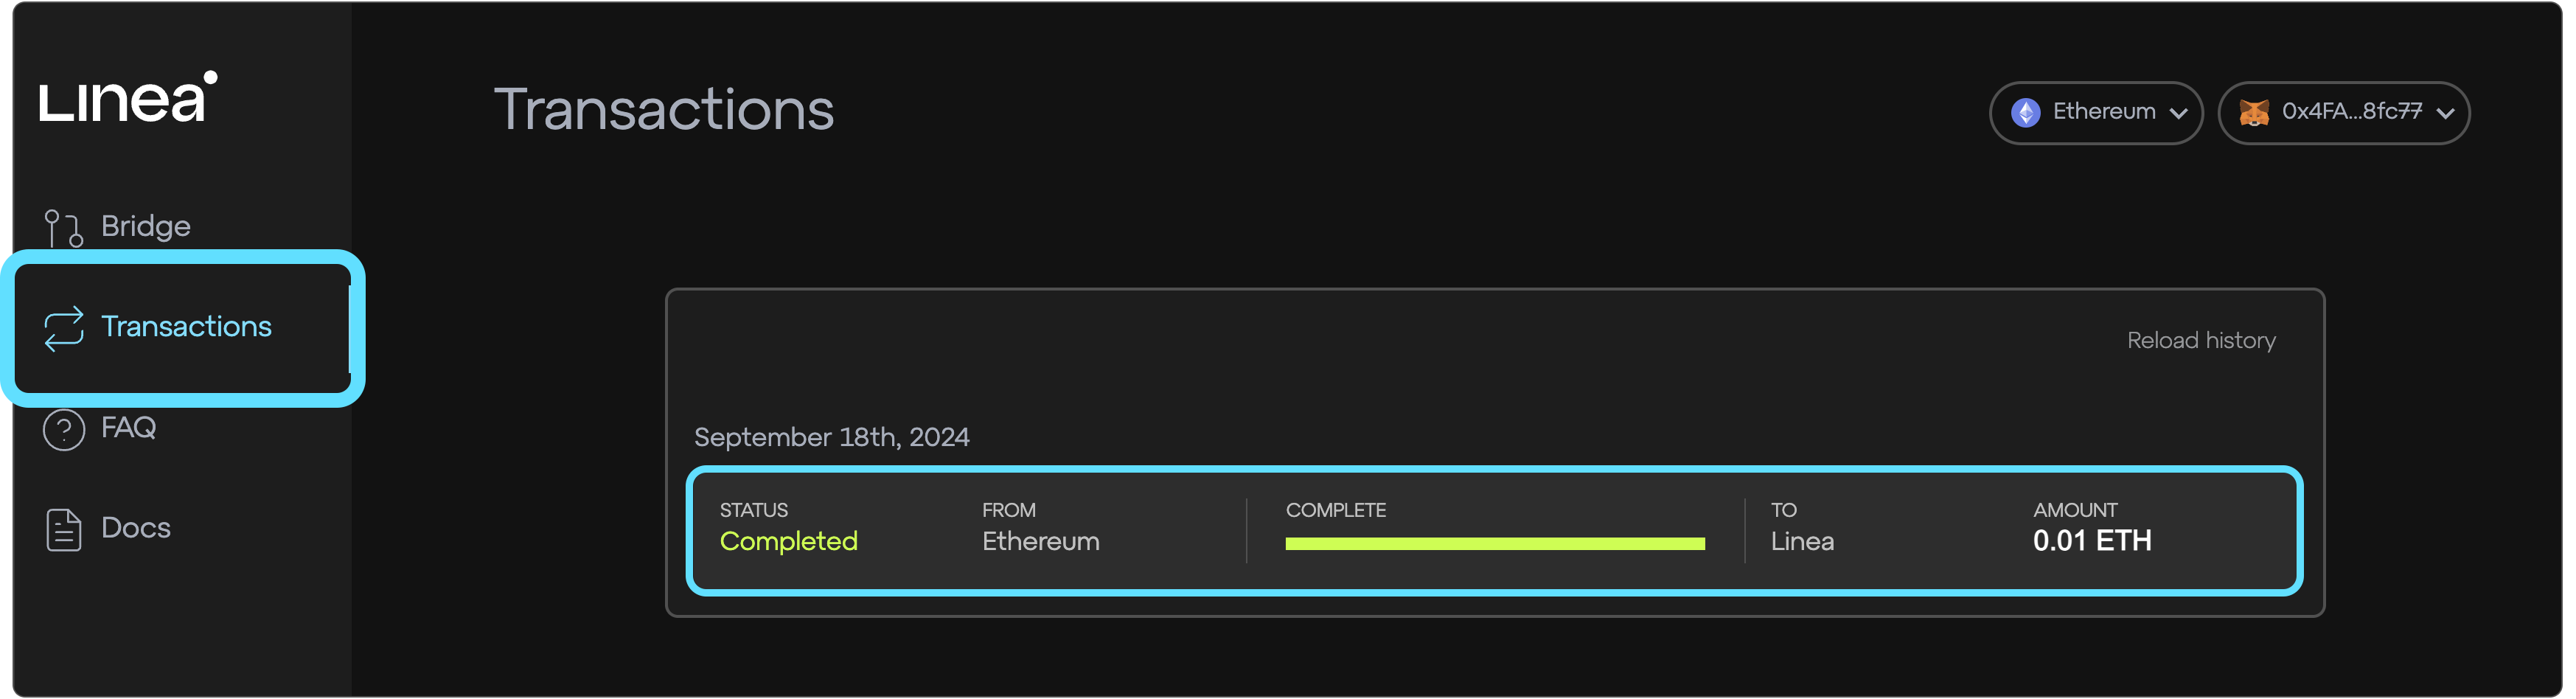 Linea
Transactions
Ethereum
0x4FA...8fc77
Bridge
Transactions
FAQ
Docs
Reload history
September 18th, 2024
STATUS FROM COMPLETE TO AMOUNT
Completed Ethereum Linea 0.01 ETH